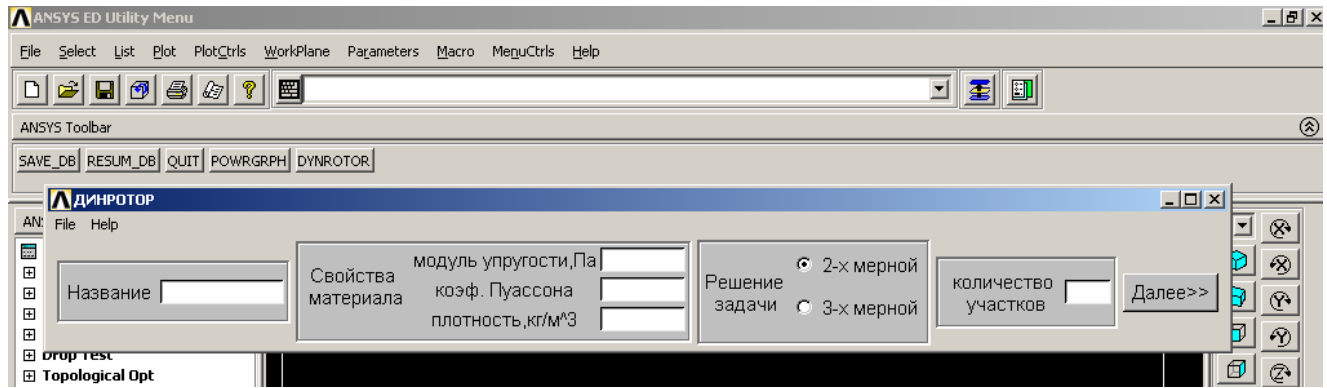 ANSYS ED Utility Menu
File Select List Plot PlotCtrls WorkPlane Parameters Macro MenuCtrls Help
ANSYS Toolbar
SAVE_DB RESUM_DB QUIT POWRGRPH DYNROTOR
ДИНРОТОР
File Help
Название
Свойства
материала
модуль упругости,Па
коэф. Пуассона
плотность,кг/м^3
Решение
задачи
2-х мерной
3-х мерной
количество
участков
Далее>>
Drop Test
Topological Opt